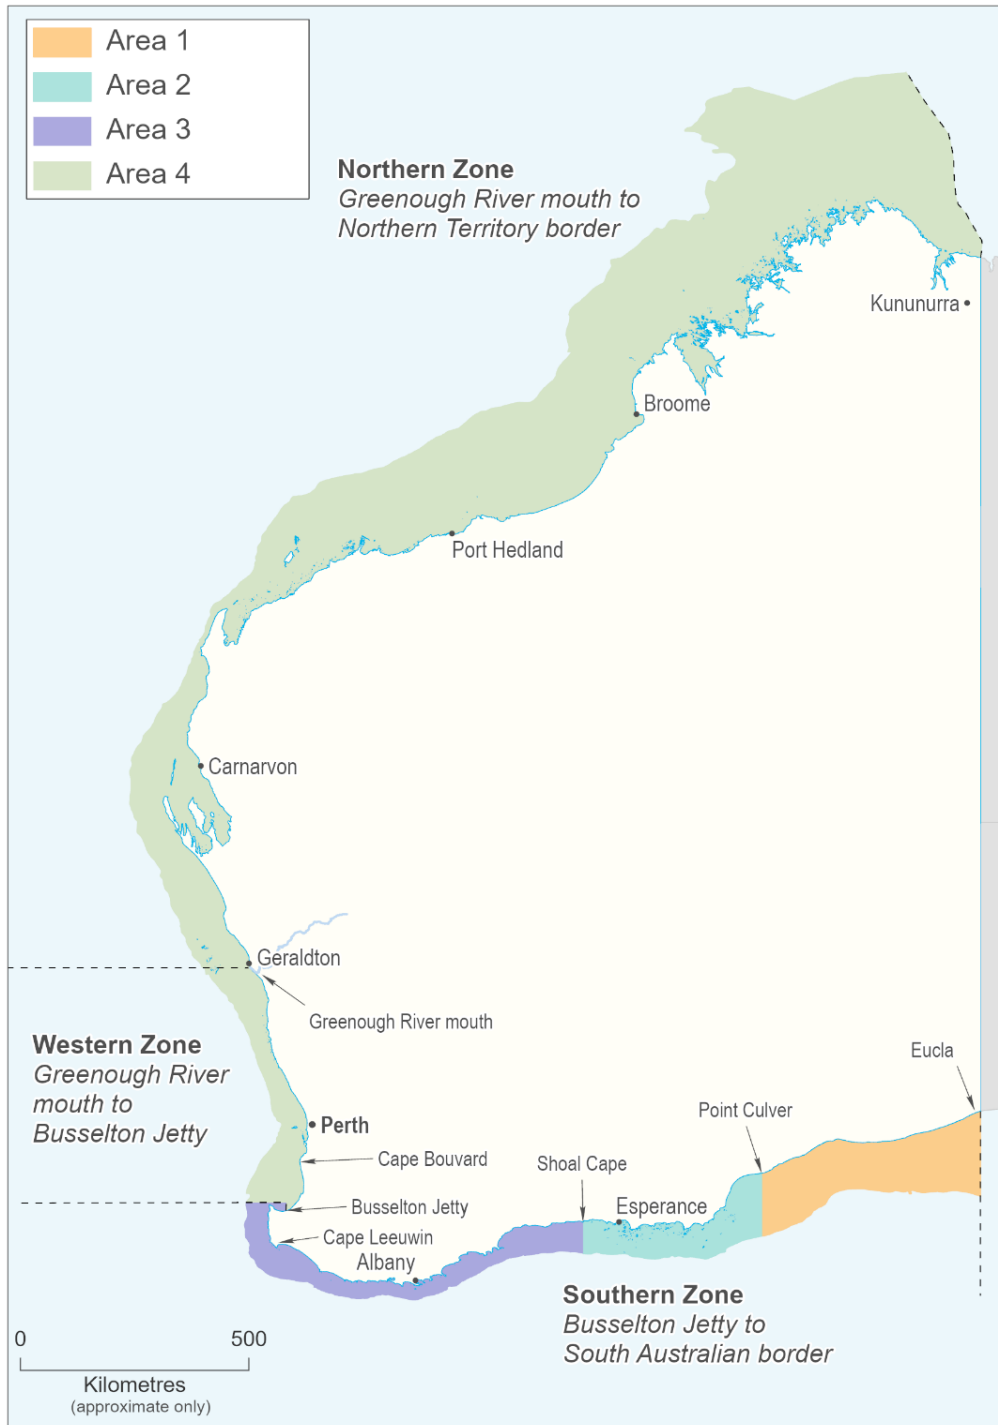 Area 1
Area 2
Area 3
Area 4
Northern Zone
Greenough River mouth to
Northern Territory border
Kununurra
Broome
Port Hedland
Carnarvon
Geraldton
Greenough River mouth
Western Zone
Greenough River
mouth to
Busselton Jetty
Eucla
Point Culver
Perth
Cape Bouvard
Shoal Cape
Busselton Jetty
Esperance
Cape Leeuwin
Albany
Southern Zone
Busselton Jetty to
South Australian border
0 500
Kilometres
(approximate only)